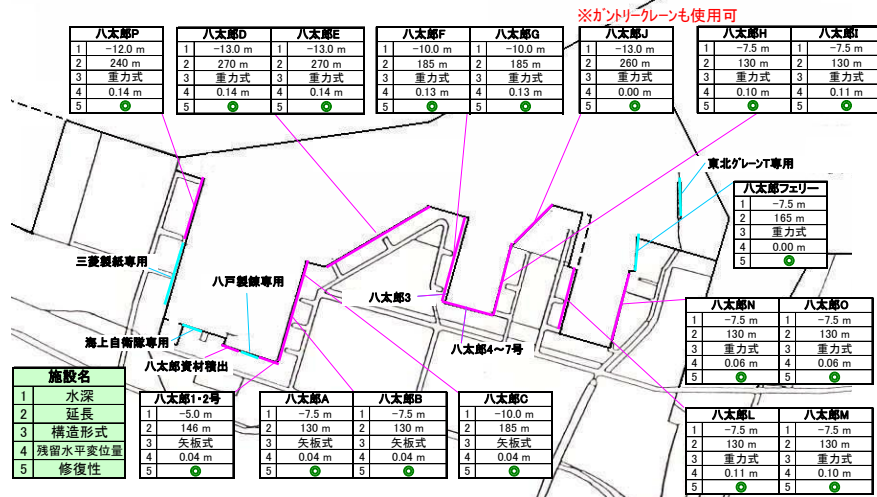 ※ガントリークレーンも使用可
八太郎P
1 -12.0 m
2 240 m
3 重力式
4 0.14 m
5 ◎
八太郎D 八太郎E
1 -13.0 m 1 -13.0 m
2 270 m 2 270 m
3 重力式 3 重力式
4 0.14 m 4 0.14 m
5 ◎ 5 ◎
八太郎F 八太郎G
1 -10.0 m 1 -10.0 m
2 185 m 2 185 m
3 重力式 3 重力式
4 0.13 m 4 0.13 m
5 ◎ 5 ◎
八太郎J
1 -13.0 m
2 260 m
3 重力式
4 0.00 m
5 ◎
八太郎H 八太郎I
1 -7.5 m 1 -7.5 m
2 130 m 2 130 m
3 重力式 3 重力式
4 0.10 m 4 0.11 m
5 ◎ 5 ◎
東北グレーンT専用
八太郎フェリー
1 -7.5 m
2 165 m
3 重力式
4 0.00 m
5 ◎
三菱製紙専用
八戸製錬専用
八太郎3
海上自衛隊専用
八太郎4～7号
八太郎資材積出
八太郎N 八太郎O
1 -7.5 m 1 -7.5 m
2 130 m 2 130 m
3 重力式 3 重力式
4 0.06 m 4 0.06 m
5 ◎ 5 ◎
施設名
1 水深
2 延長
3 構造形式
4 残留水平変位量
5 修復性
八太郎1・2号
1 -5.0 m
2 146 m
3 矢板式
4 0.04 m
5 ◎
八太郎A 八太郎B
1 -7.5 m 1 -7.5 m
2 130 m 2 130 m
3 矢板式 3 矢板式
4 0.04 m 4 0.04 m
5 ◎ 5 ◎
八太郎C
1 -10.0 m
2 185 m
3 矢板式
4 0.04 m
5 ◎
八太郎L 八太郎M
1 -7.5 m 1 -7.5 m
2 130 m 2 130 m
3 重力式 3 重力式
4 0.11 m 4 0.10 m
5 ◎ 5 ◎